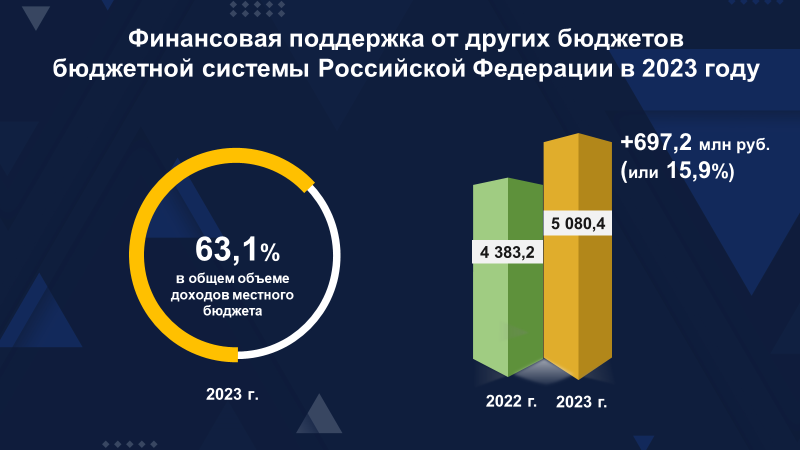 Финансовая поддержка от других бюджетов
бюджетной системы Российской Федерации в 2023 году
+697,2 млн руб.
(или 15,9%)
63,1%
в общем объеме
доходов местного
бюджета
2023 г.
4 383,2
5 080,4
2022 г.
2023 г.